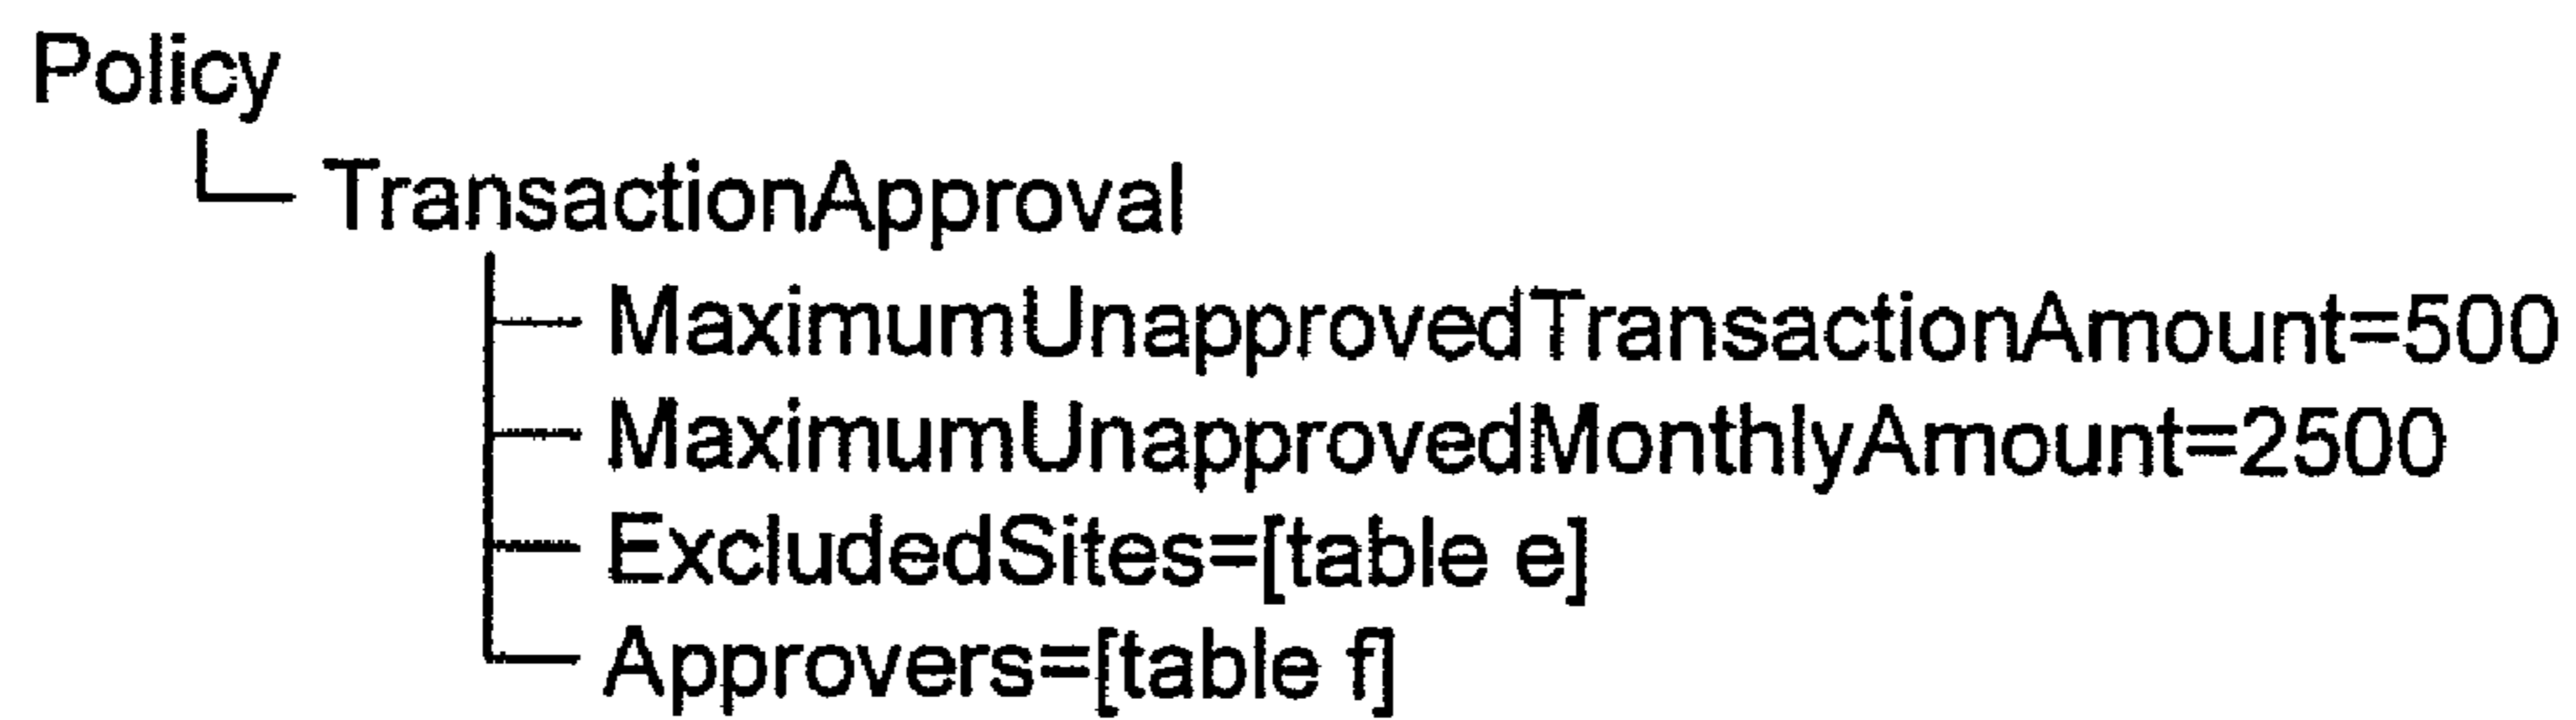 Policy
TransactionApproval
MaximumUnapprovedTransactionAmount=500
MaximumUnapprovedMonthlyAmount=2500
ExcludedSites=[table e]
Approvers=[table f]